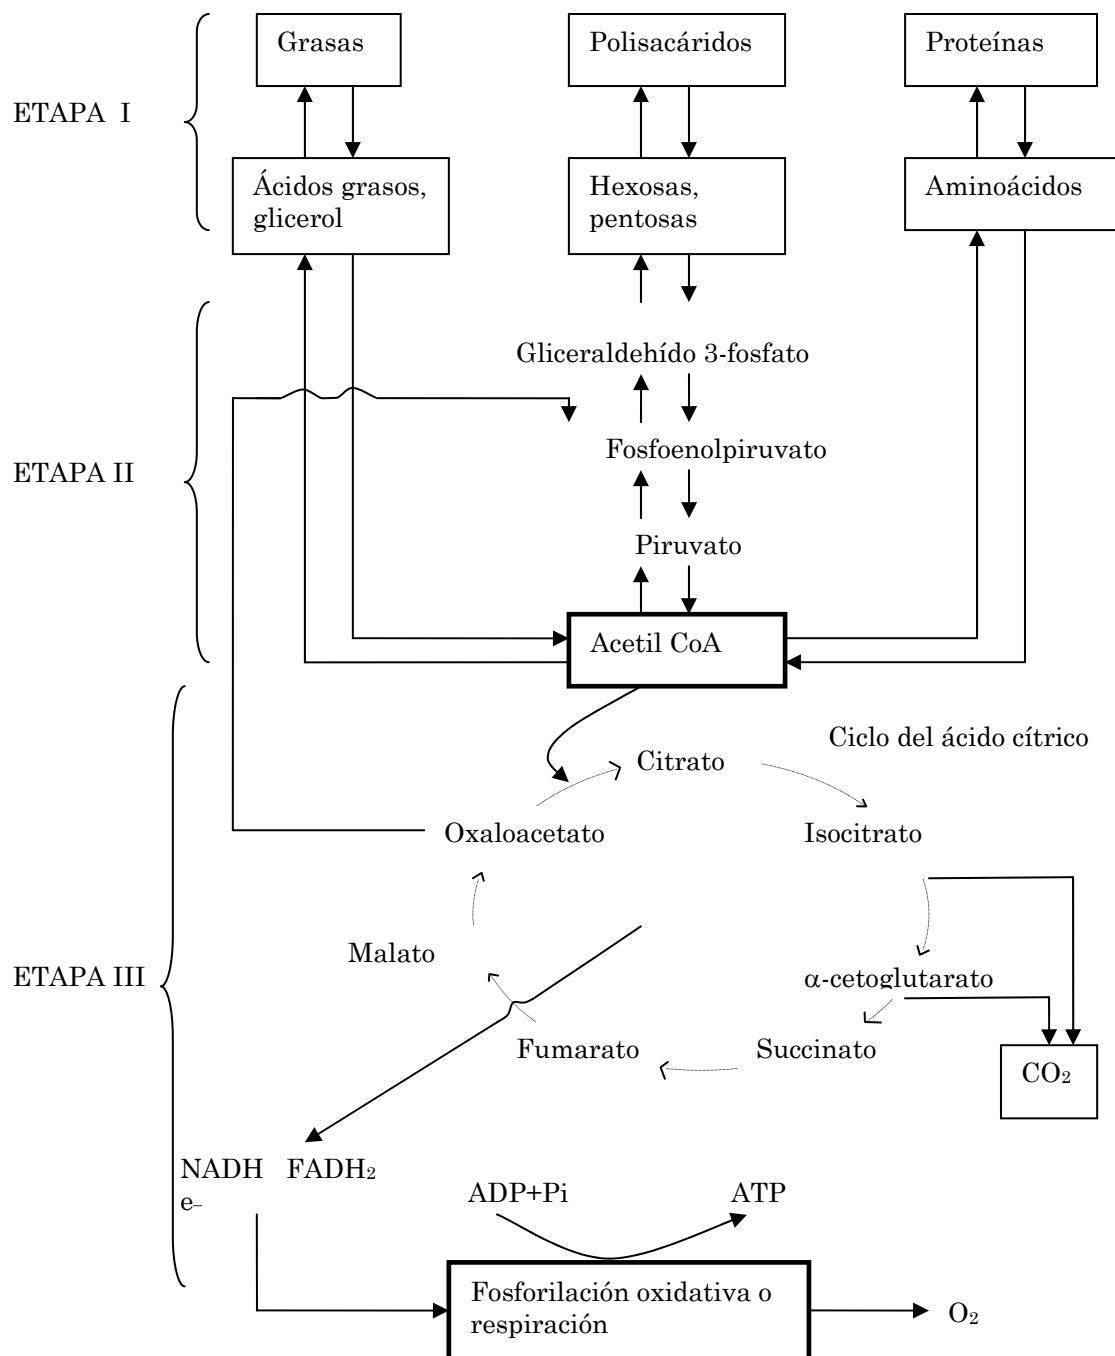 Grasas
Polisacáridos
Proteínas
ETAPA I
Ácidos grasos,
glicerol
Hexosas,
pentosas
Aminoácidos
Gliceraldehído 3-fosfato
Fosfoenolpiruvato
ETAPA II
Piruvato
Acetil CoA
Ciclo del ácido cítrico
Citrato
Oxaloacetato
Isocitrato
Malato
ETAPA III
α-cetoglutarato
Fumarato
Succinato
CO₂
NADH FADH₂
e-
ADP+Pi
ATP
Fosforilación oxidativa o
respiración
O₂